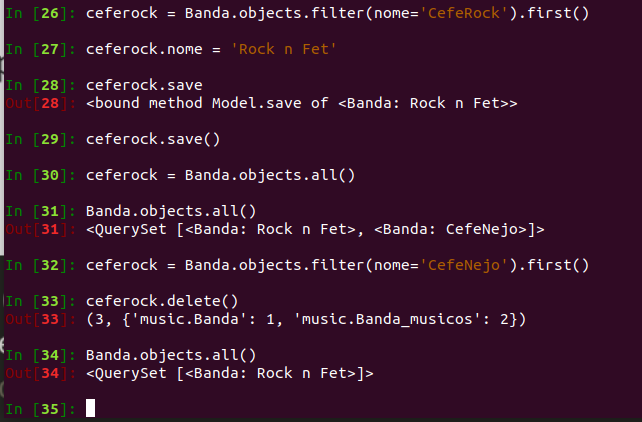 In [26]: ceferock = Banda.objects.filter(nome='CefeRock').first()
In [27]: ceferock.nome = 'Rock n Fet'
In [28]: ceferock.save
Out[28]: <bound method Model.save of <Banda: Rock n Fet>>
In [29]: ceferock.save()
In [30]: ceferock = Banda.objects.all()
In [31]: Banda.objects.all()
Out[31]: <QuerySet [<Banda: Rock n Fet>, <Banda: CefeNejo>]>
In [32]: ceferock = Banda.objects.filter(nome='CefeNejo').first()
In [33]: ceferock.delete()
Out[33]: (3, {'music.Banda': 1, 'music.Banda_musicos': 2})
In [34]: Banda.objects.all()
Out[34]: <QuerySet [<Banda: Rock n Fet>]>
In [35]: